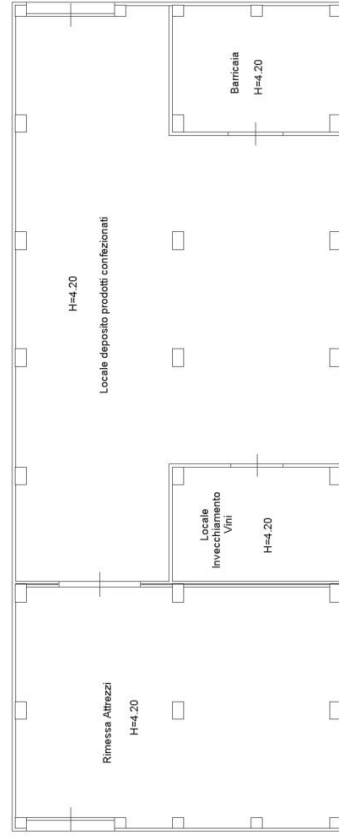 Barricaia
H=4.20
H=4.20
Locale deposito prodotti confezionati
Locale
Invecchiamento
Vini
H=4.20
Rimessa Attrezzi
H=4.20